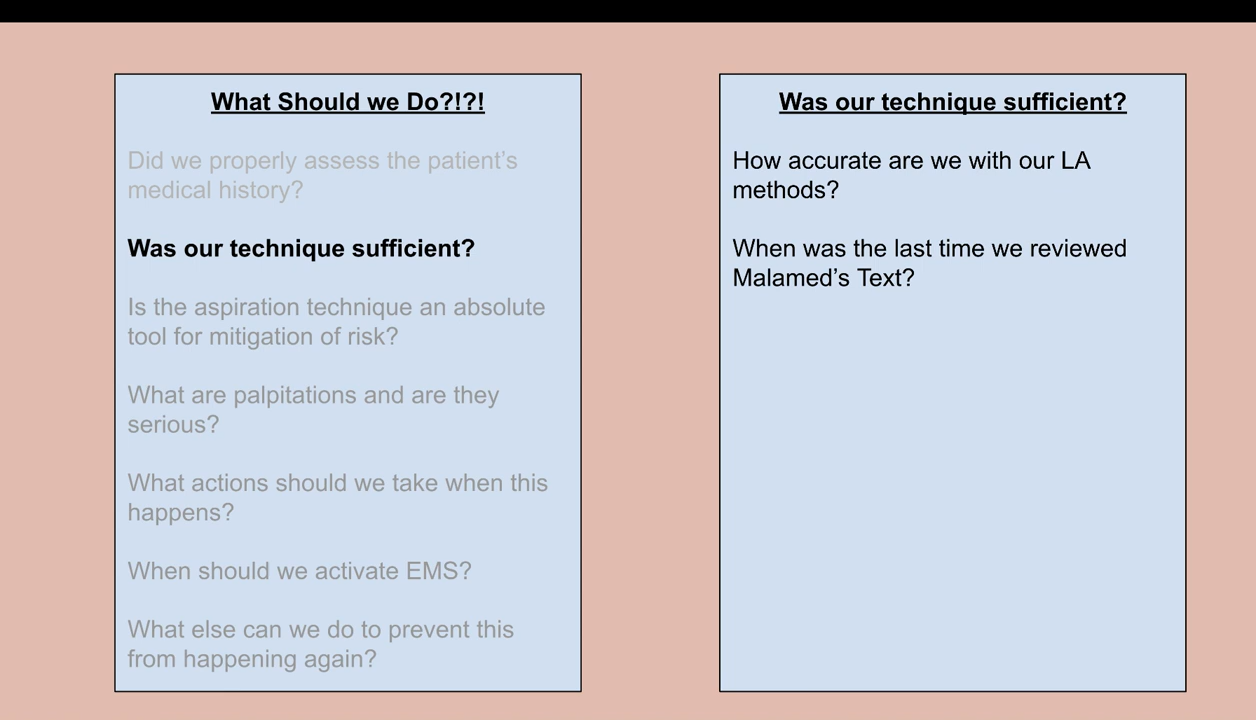 What Should we Do?!?!
Did we properly assess the patient’s
medical history?
Was our technique sufficient?
Is the aspiration technique an absolute
tool for mitigation of risk?
What are palpitations and are they
serious?
What actions should we take when this
happens?
When should we activate EMS?
What else can we do to prevent this
from happening again?
Was our technique sufficient?
How accurate are we with our LA
methods?
When was the last time we reviewed
Malamed’s Text?